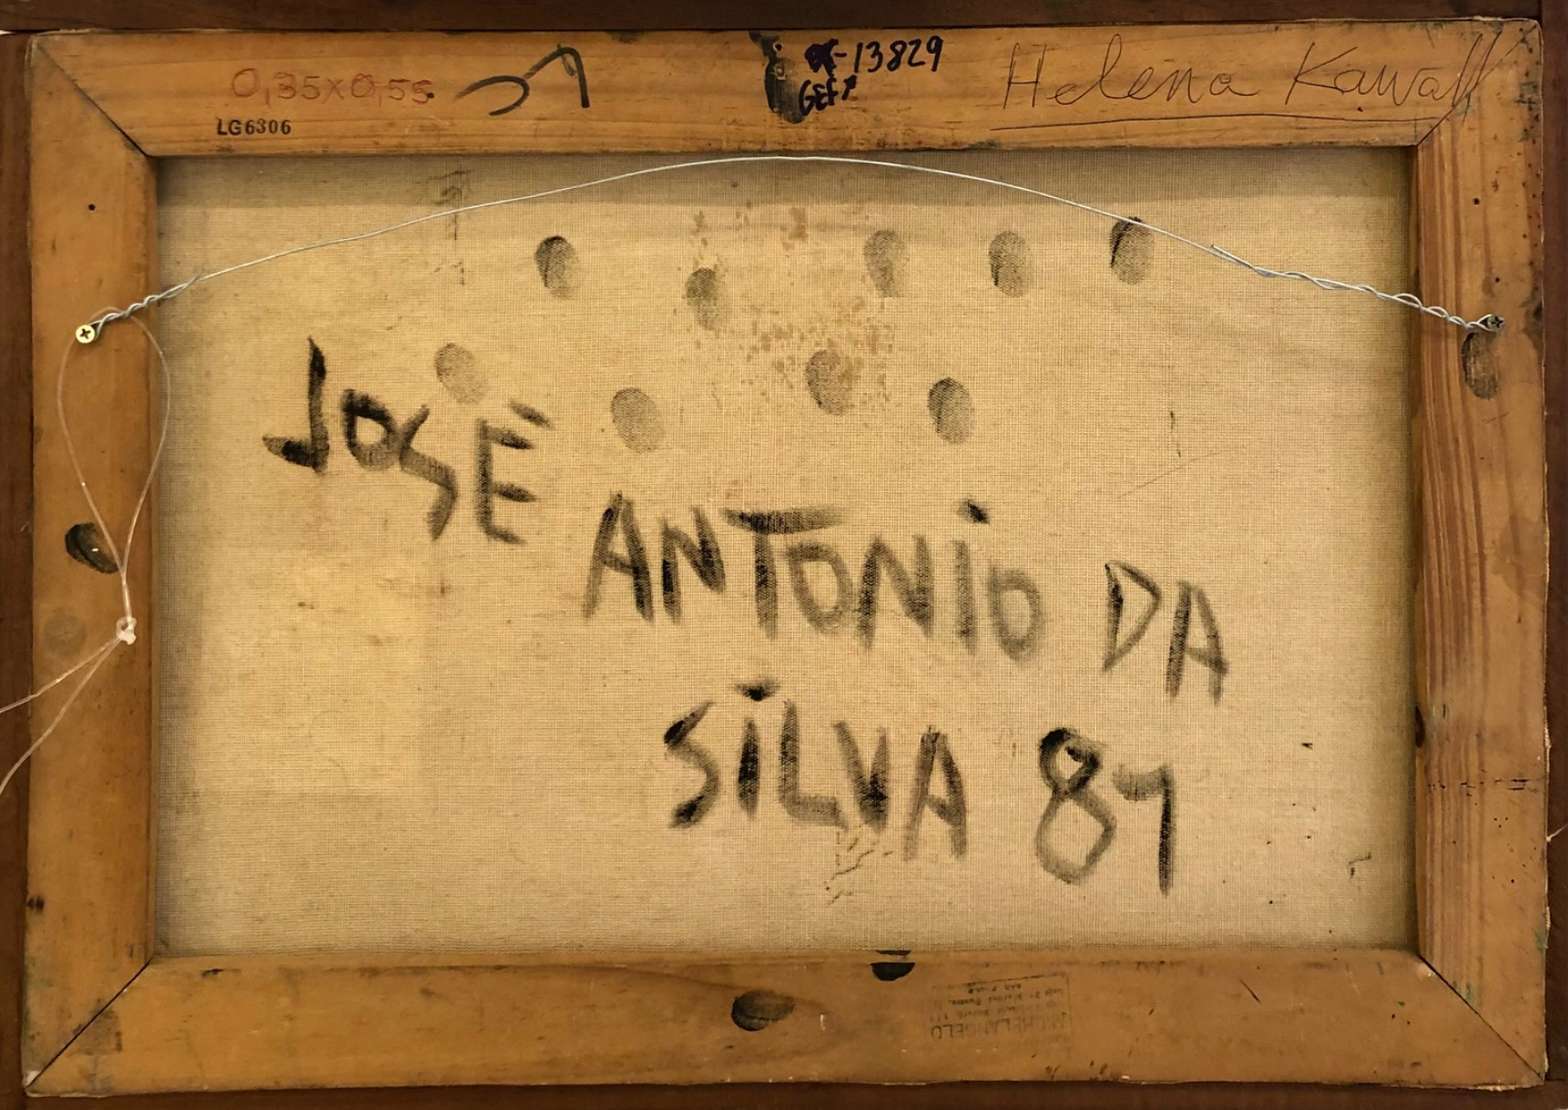 0,35x0,55
LG6306
-13829
Helena Kawall
JOSÉ
ANTONiO DA
SiLVA 87